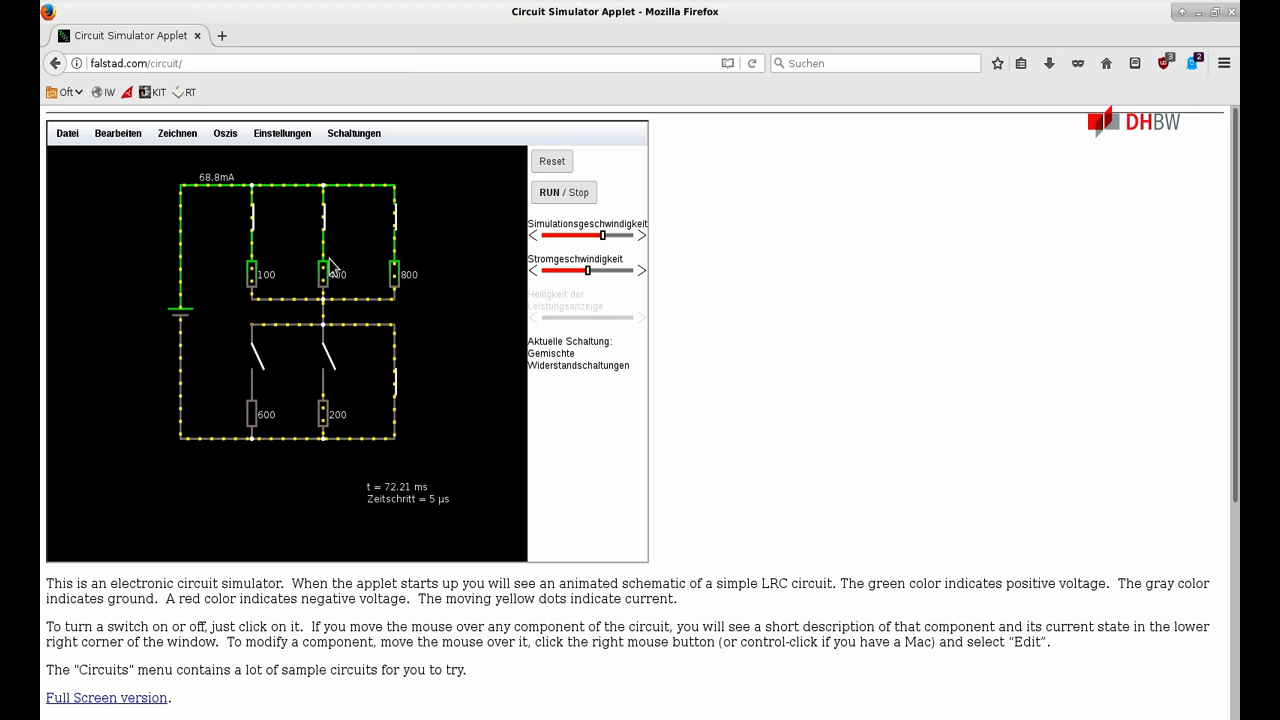 Circuit Simulator Applet - Mozilla Firefox
Circuit Simulator Applet
falstad.com/circuit/
Suchen
3
2
Oft
IW
KIT
RT
DHBW
Datei Bearbeiten Zeichnen Oszis Einstellungen Schaltungen
Reset
RUN / Stop
Simulationsgeschwindigkeit
Stromgeschwindigkeit
Helligkeit der
Leistungsanzeige
Aktuelle Schaltung:
Gemischte
Widerstandschaltungen
68.8mA
100
800
600
200
t = 72.21 ms
Zeitschritt = 5 µs
This is an electronic circuit simulator. When the applet starts up you will see an animated schematic of a simple LRC circuit. The green color indicates positive voltage. The gray color
indicates ground. A red color indicates negative voltage. The moving yellow dots indicate current.
To turn a switch on or off, just click on it. If you move the mouse over any component of the circuit, you will see a short description of that component and its current state in the lower
right corner of the window. To modify a component, move the mouse over it, click the right mouse button (or control-click if you have a Mac) and select “Edit”.
The "Circuits" menu contains a lot of sample circuits for you to try.
Full Screen version.